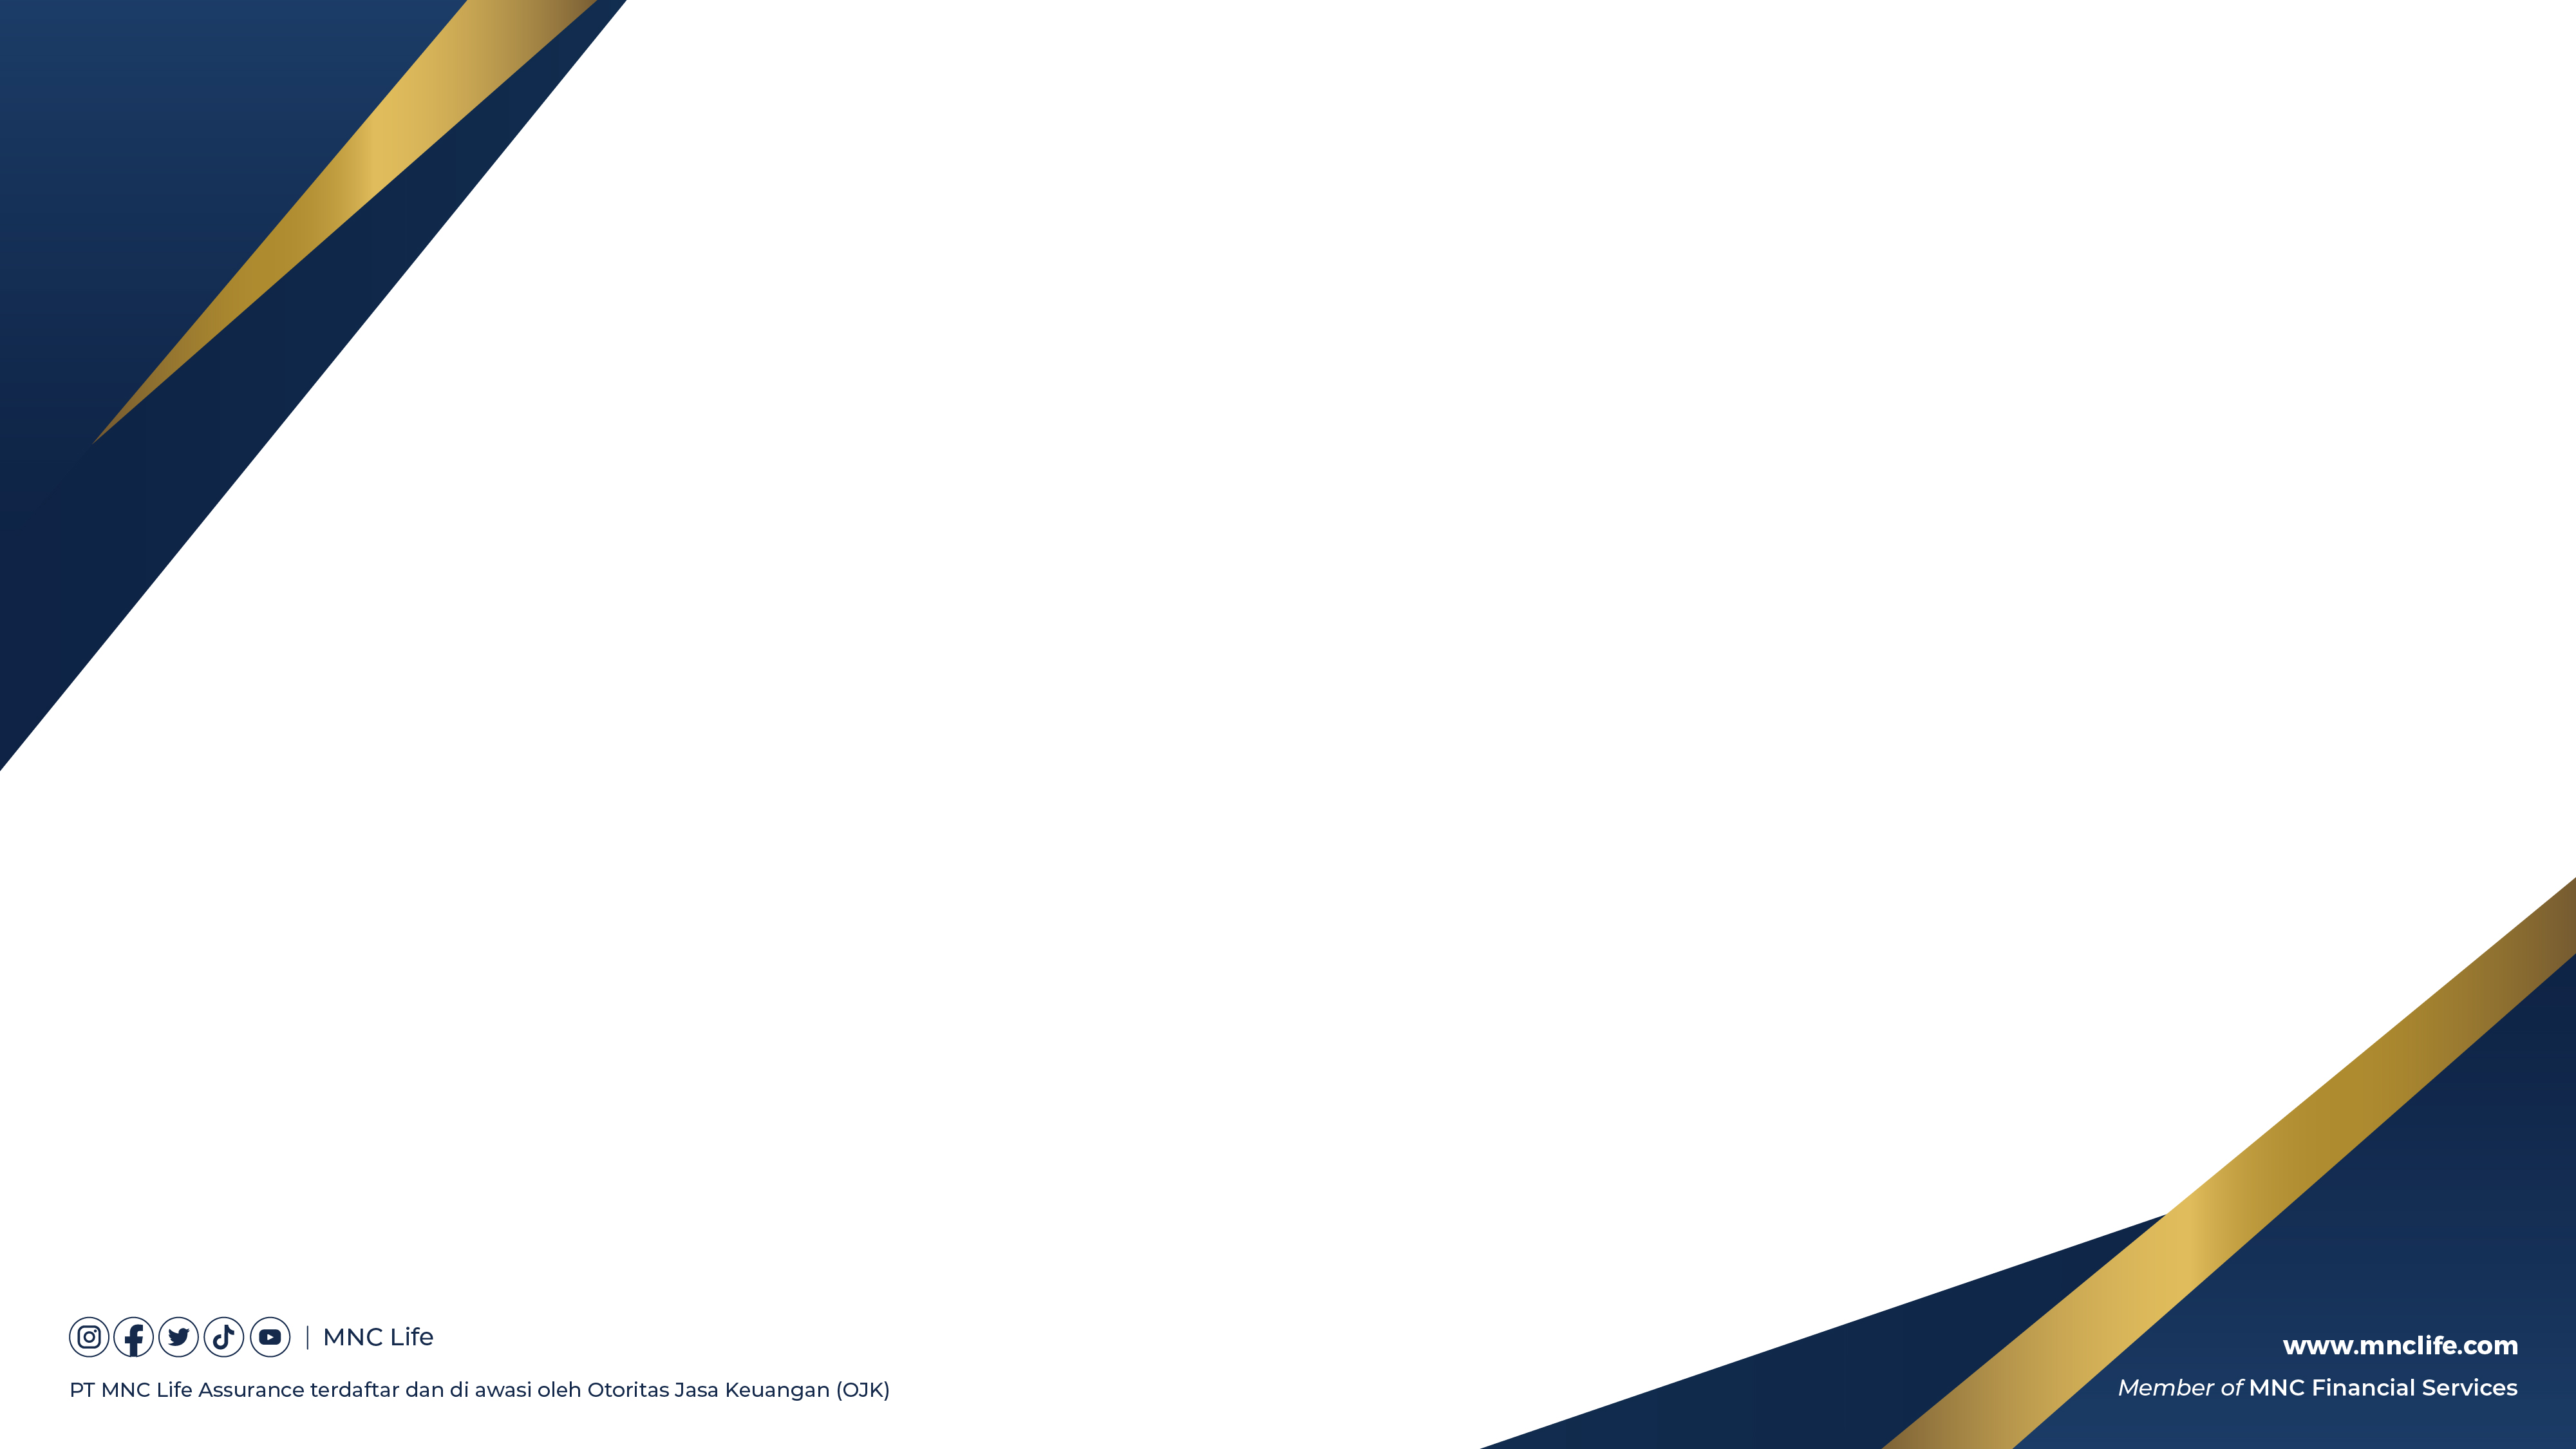 MNC Life
PT MNC Life Assurance terdaftar dan di awasi oleh Otoritas Jasa Keuangan (OJK)
www.mnclife.com
Member of MNC Financial Services